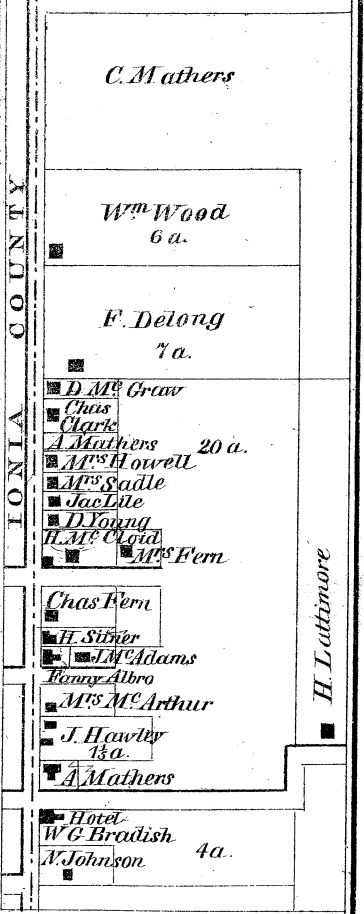 C. Mathers
IONIA COUNTY
Wm Wood
6 a.
F. Delong
7 a.
D. Mc Graw
Chas
Clark
A Mathers 20 a.
Mrs Howell
Mrs Sadle
Jac Lile
D. Young
H. Mc Cloid
Mrs Fern
Chas Fern
H. Sitner
J Mc Adams
Fanny Albro
Mrs Mc Arthur
H. Lattimore
J. Hawley
1⅓ a.
A Mathers
Hotel
W G Bradish
N. Johnson 4 a.